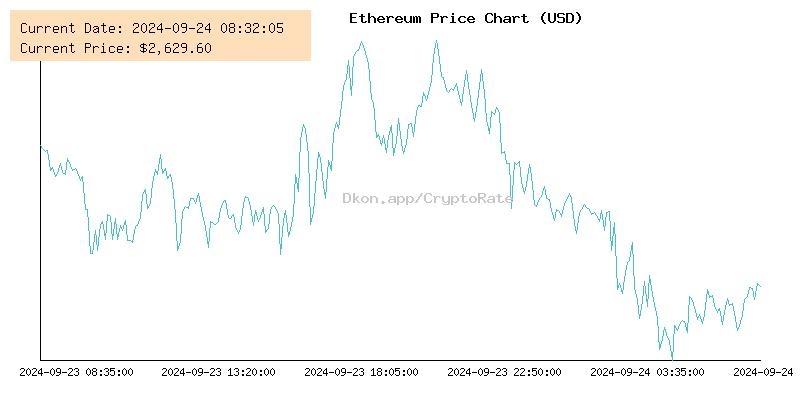 Ethereum Price Chart (USD)
Current Date: 2024-09-24 08:32:05
Current Price: $2,629.60
Dkon.app/CryptoRate
2024-09-23 08:35:00 2024-09-23 13:20:00 2024-09-23 18:05:00 2024-09-23 22:50:00 2024-09-24 03:35:00 2024-09-24